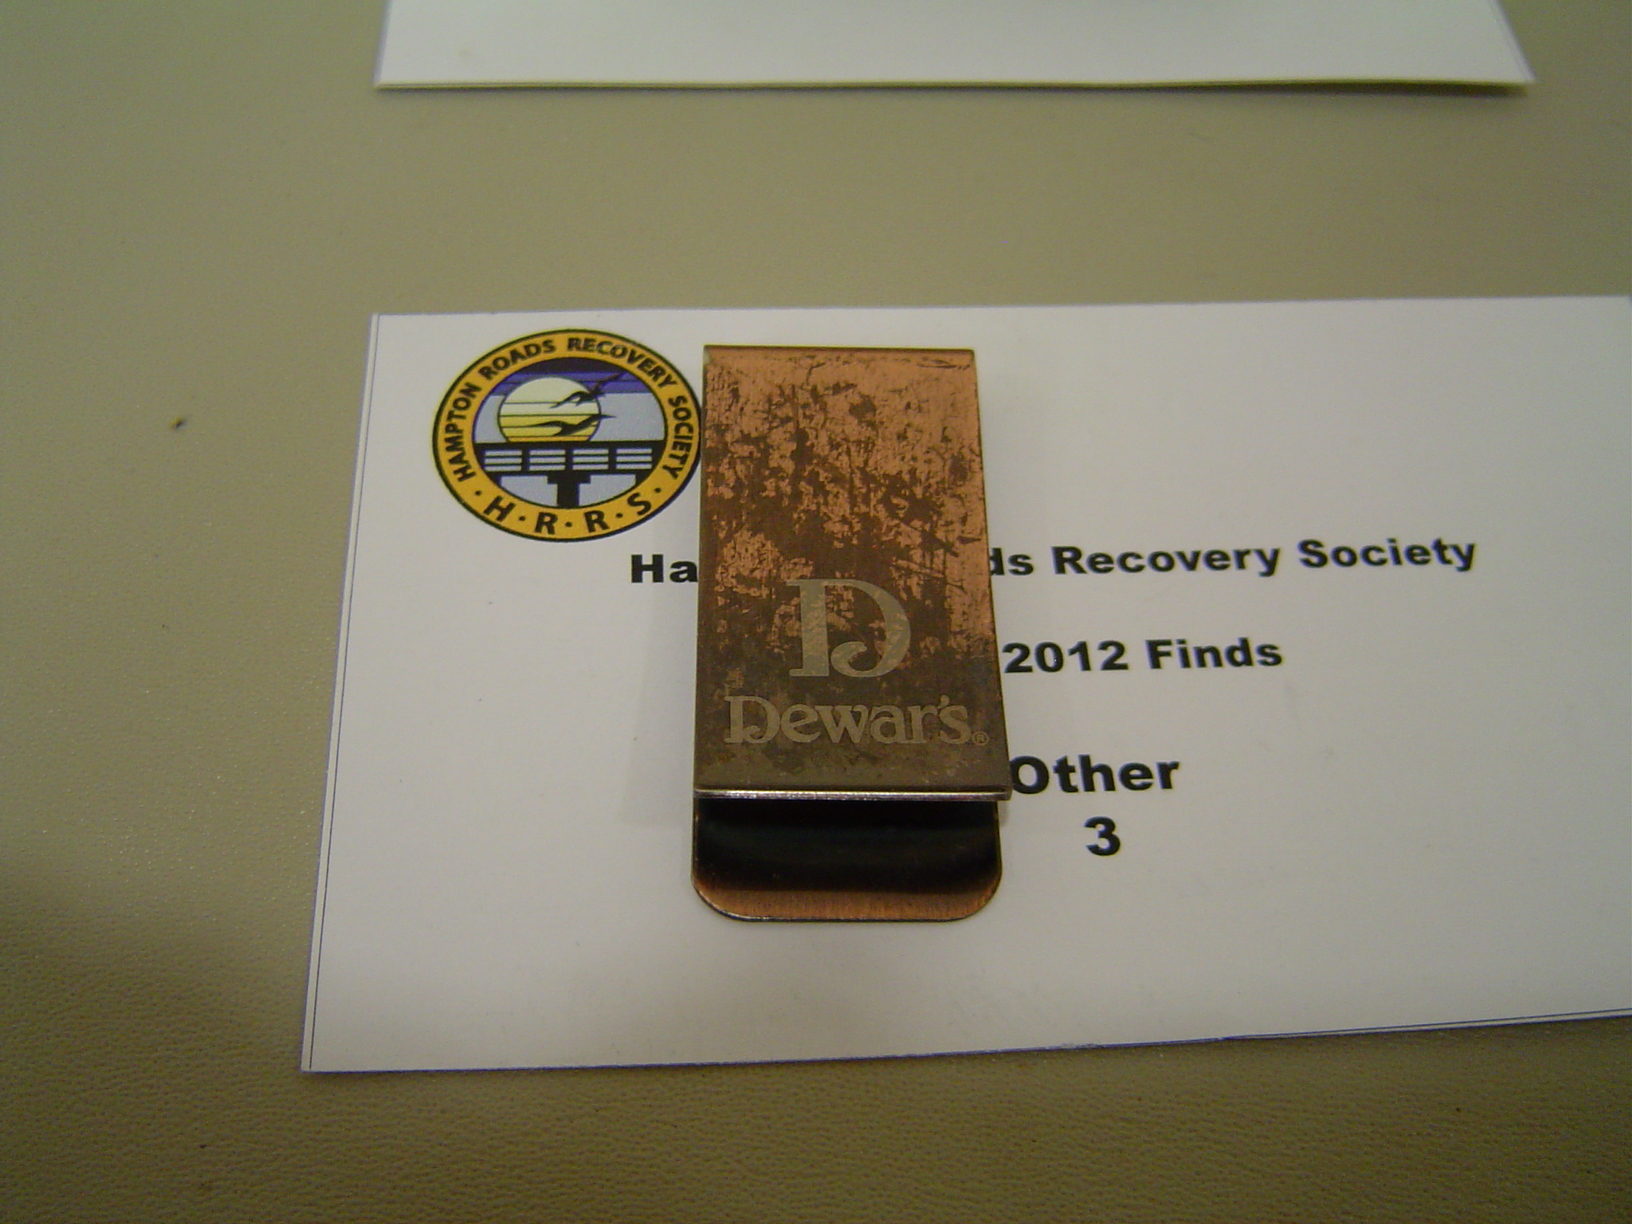 HAMPTON ROADS RECOVERY SOCIETY
· H · R · R · S ·
Ha ds Recovery Society
2012 Finds
Other
3
D
Dewar's®